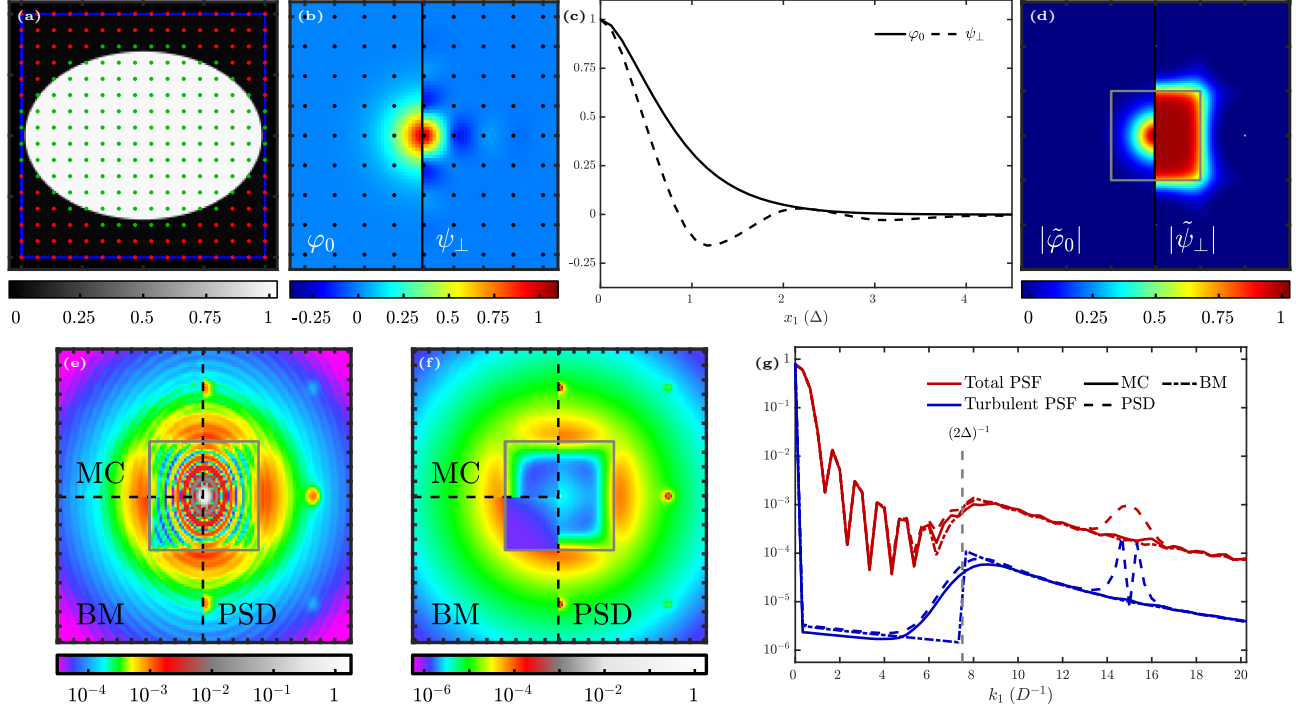 (a)
0 0.25 0.5 0.75 1
(b)
φ₀ ψ⊥
-0.25 0 0.25 0.5 0.75 1
(c)
φ₀ ψ⊥
1
0.75
0.5
0.25
0
-0.25
0 1 2 3 4
x₁ (Δ)
(d)
|φ̃₀| |ψ̃⊥|
0 0.25 0.5 0.75 1
(e)
MC
BM PSD
10⁻⁴ 10⁻³ 10⁻² 10⁻¹ 1
(f)
MC
BM PSD
10⁻⁶ 10⁻⁴ 10⁻² 1
(g)
Total PSF MC BM
Turbulent PSF PSD
(2Δ)⁻¹
1
10⁻¹
10⁻²
10⁻³
10⁻⁴
10⁻⁵
10⁻⁶
0 2 4 6 8 10 12 14 16 18 20
k₁ (D⁻¹)